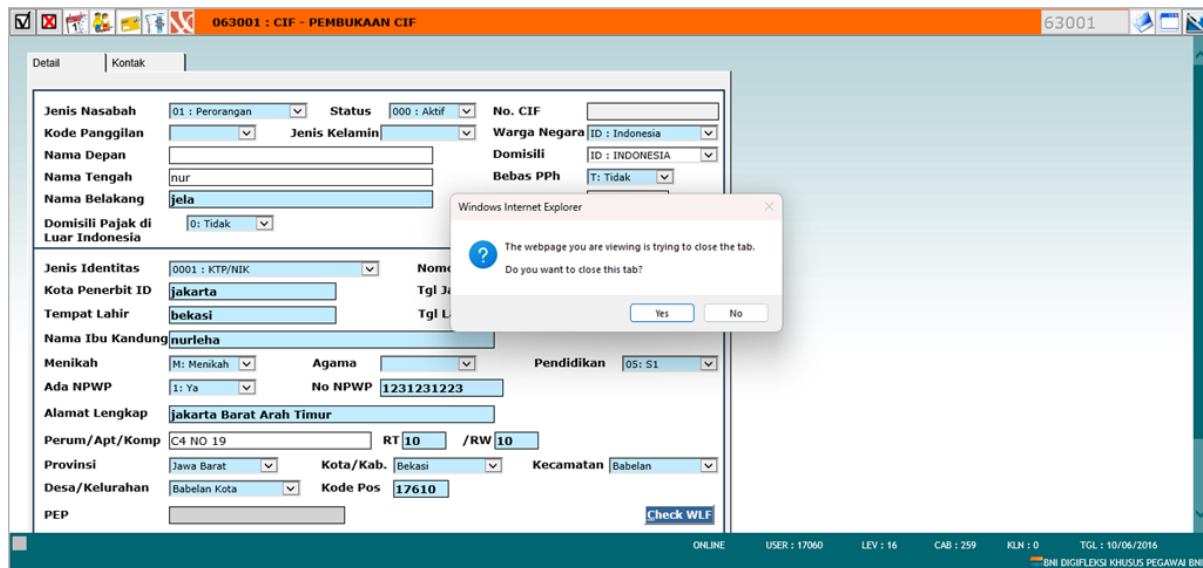 063001 : CIF - PEMBUKAAN CIF 63001
Detail Kontak
Jenis Nasabah 01 : Perorangan Status 000 : Aktif No. CIF
Kode Panggilan Jenis Kelamin Warga Negara ID : Indonesia
Nama Depan Domisili ID : INDONESIA
Nama Tengah nur Bebas PPh T: Tidak
Nama Belakang jela
Domisili Pajak di 0: Tidak
Luar Indonesia
Windows Internet Explorer
The webpage you are viewing is trying to close the tab.
Do you want to close this tab?
Yes No
Jenis Identitas 0001 : KTP/NIK
Kota Penerbit ID jakarta Tgl
Tempat Lahir bekasi Tgl
Nama Ibu Kandung nurleha
Menikah M: Menikah Agama Pendidikan 05: S1
Ada NPWP 1: Ya No NPWP 1231231223
Alamat Lengkap jakarta Barat Arah Timur
Perum/Apt/Komp C4 NO 19 RT 10 /RW 10
Provinsi Jawa Barat Kota/Kab. Bekasi Kecamatan Babelan
Desa/Kelurahan Babelan Kota Kode Pos 17610
PEP Check WLF
ONLINE USER : 17060 LEV : 16 CAB : 259 KLN : 0 TGL : 10/06/2016
BNI DIGIFLEKSI KHUSUS PEGAWAI BNI